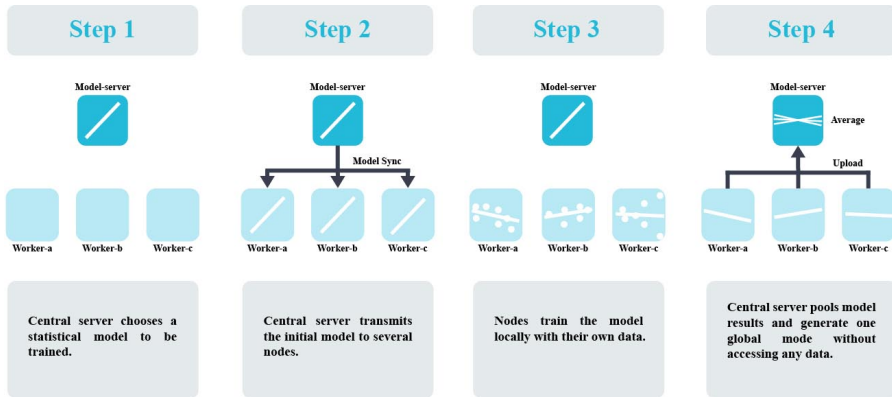 Step 1
Step 2
Step 3
Step 4
Model-server
Model-server
Model-server
Model-server
Average
Model Sync
Upload
Worker-a
Worker-b
Worker-c
Worker-a
Worker-b
Worker-c
Worker-a
Worker-b
Worker-c
Worker-a
Worker-b
Worker-c
Central server chooses a
statistical model to be
trained.
Central server transmits
the initial model to several
nodes.
Nodes train the model
locally with their own data.
Central server pools model
results and generate one
global mode without
accessing any data.